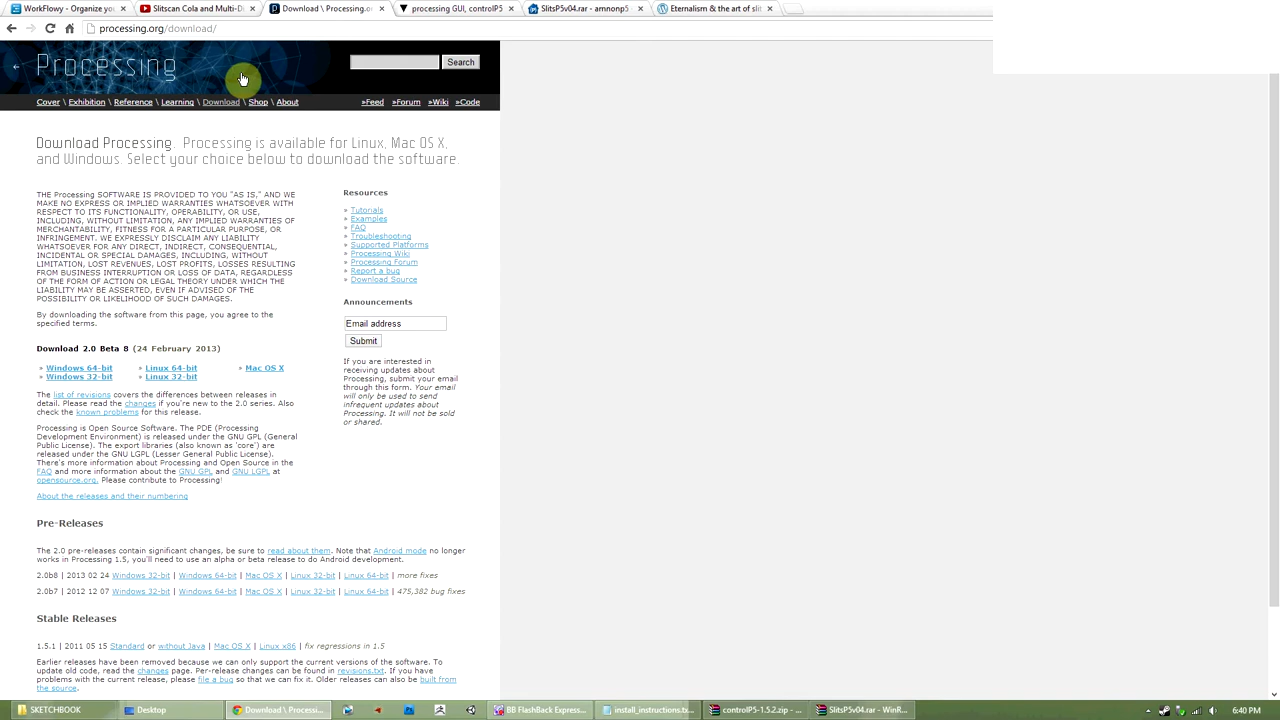 WorkFlowy - Organize you
Slitscan Cola and Multi-Di
Download \ Processing.or
processing GUI, controlP5
SlitsP5v04.rar - amnonp5
Eternalism & the art of slit
processing.org/download/
Processing
Search
Cover \ Exhibition \ Reference \ Learning \ Download \ Shop \ About
»Feed »Forum »Wiki »Code
Download Processing. Processing is available for Linux, Mac OS X,
and Windows. Select your choice below to download the software.
THE Processing SOFTWARE IS PROVIDED TO YOU "AS IS," AND WE
MAKE NO EXPRESS OR IMPLIED WARRANTIES WHATSOEVER WITH
RESPECT TO ITS FUNCTIONALITY, OPERABILITY, OR USE,
INCLUDING, WITHOUT LIMITATION, ANY IMPLIED WARRANTIES OF
MERCHANTABILITY, FITNESS FOR A PARTICULAR PURPOSE, OR
INFRINGEMENT. WE EXPRESSLY DISCLAIM ANY LIABILITY
WHATSOEVER FOR ANY DIRECT, INDIRECT, CONSEQUENTIAL,
INCIDENTAL OR SPECIAL DAMAGES, INCLUDING, WITHOUT
LIMITATION, LOST REVENUES, LOST PROFITS, LOSSES RESULTING
FROM BUSINESS INTERRUPTION OR LOSS OF DATA, REGARDLESS
OF THE FORM OF ACTION OR LEGAL THEORY UNDER WHICH THE
LIABILITY MAY BE ASSERTED, EVEN IF ADVISED OF THE
POSSIBILITY OR LIKELIHOOD OF SUCH DAMAGES.
By downloading the software from this page, you agree to the
specified terms.
Download 2.0 Beta 8 (24 February 2013)
» Windows 64-bit » Linux 64-bit » Mac OS X
» Windows 32-bit » Linux 32-bit
The list of revisions covers the differences between releases in
detail. Please read the changes if you're new to the 2.0 series. Also
check the known problems for this release.
Processing is Open Source Software. The PDE (Processing
Development Environment) is released under the GNU GPL (General
Public License). The export libraries (also known as 'core') are
released under the GNU LGPL (Lesser General Public License).
There's more information about Processing and Open Source in the
FAQ and more information about the GNU GPL and GNU LGPL at
opensource.org. Please contribute to Processing!
About the releases and their numbering
Resources
» Tutorials
» Examples
» FAQ
» Troubleshooting
» Supported Platforms
» Processing Wiki
» Processing Forum
» Report a bug
» Download Source
Announcements
Email address
Submit
If you are interested in
receiving updates about
Processing, submit your email
through this form. Your email
will only be used to send
infrequent updates about
Processing. It will not be sold
or shared.
Pre-Releases
The 2.0 pre-releases contain significant changes, be sure to read about them. Note that Android mode no longer
works in Processing 1.5, you'll need to use an alpha or beta release to do Android development.
2.0b8 | 2013 02 24 Windows 32-bit | Windows 64-bit | Mac OS X | Linux 32-bit | Linux 64-bit | more fixes
2.0b7 | 2012 12 07 Windows 32-bit | Windows 64-bit | Mac OS X | Linux 32-bit | Linux 64-bit | 475,382 bug fixes
Stable Releases
1.5.1 | 2011 05 15 Standard or without Java | Mac OS X | Linux x86 | fix regressions in 1.5
Earlier releases have been removed because we can only support the current versions of the software. To
update old code, read the changes page. Per-release changes can be found in revisions.txt. If you have
problems with the current release, please file a bug so that we can fix it. Older releases can also be built from
the source.
SKETCHBOOK
Desktop
Download \ Processi...
BB FlashBack Express...
install_instructions.tx...
controlP5-1.5.2.zip - ...
SlitsP5v04.rar - WinR...
6:40 PM